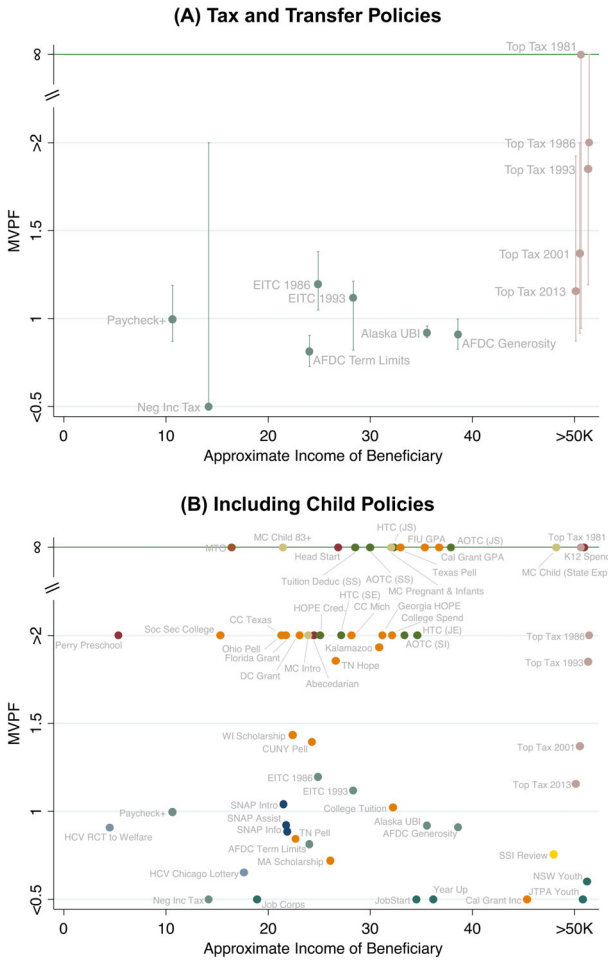 (A) Tax and Transfer Policies
Top Tax 1981
∞
>2
Top Tax 1986
Top Tax 1993
1.5
MVPF
Top Tax 2001
EITC 1986
EITC 1993
Top Tax 2013
Paycheck+
1
Alaska UBI
AFDC Generosity
AFDC Term Limits
<0.5
Neg Inc Tax
0 10 20 30 40 >50K
Approximate Income of Beneficiary
(B) Including Child Policies
HTC (JS)
MC Child 83+
FIU GPA
AOTC (JS)
Top Tax 1981
∞
MTO
Head Start
Cal Grant GPA
K12 Spend
Tuition Deduc (SS)
AOTC (SS)
Texas Pell
MC Child (State Exp
MC Pregnant & Infants
HTC (SE)
HOPE Cred.
CC Mich
Georgia HOPE
CC Texas
College Spend
Soc Sec College
HTC (JE)
>2
Top Tax 1986
Perry Preschool
Ohio Pell
Kalamazoo
AOTC (SI)
Florida Grant
MC Intro
TN Hope
Top Tax 1993
DC Grant
Abecedarian
1.5
MVPF
WI Scholarship
CUNY Pell
Top Tax 2001
EITC 1986
Top Tax 2013
EITC 1993
SNAP Intro
College Tuition
Paycheck+
1
SNAP Assist
Alaska UBI
HCV RCT to Welfare
SNAP Info
TN Pell
AFDC Generosity
AFDC Term Limits
SSI Review
MA Scholarship
HCV Chicago Lottery
NSW Youth
Year Up
JTPA Youth
<0.5
Neg Inc Tax
Job Corps
JobStart
Cal Grant Inc
0 10 20 30 40 >50K
Approximate Income of Beneficiary